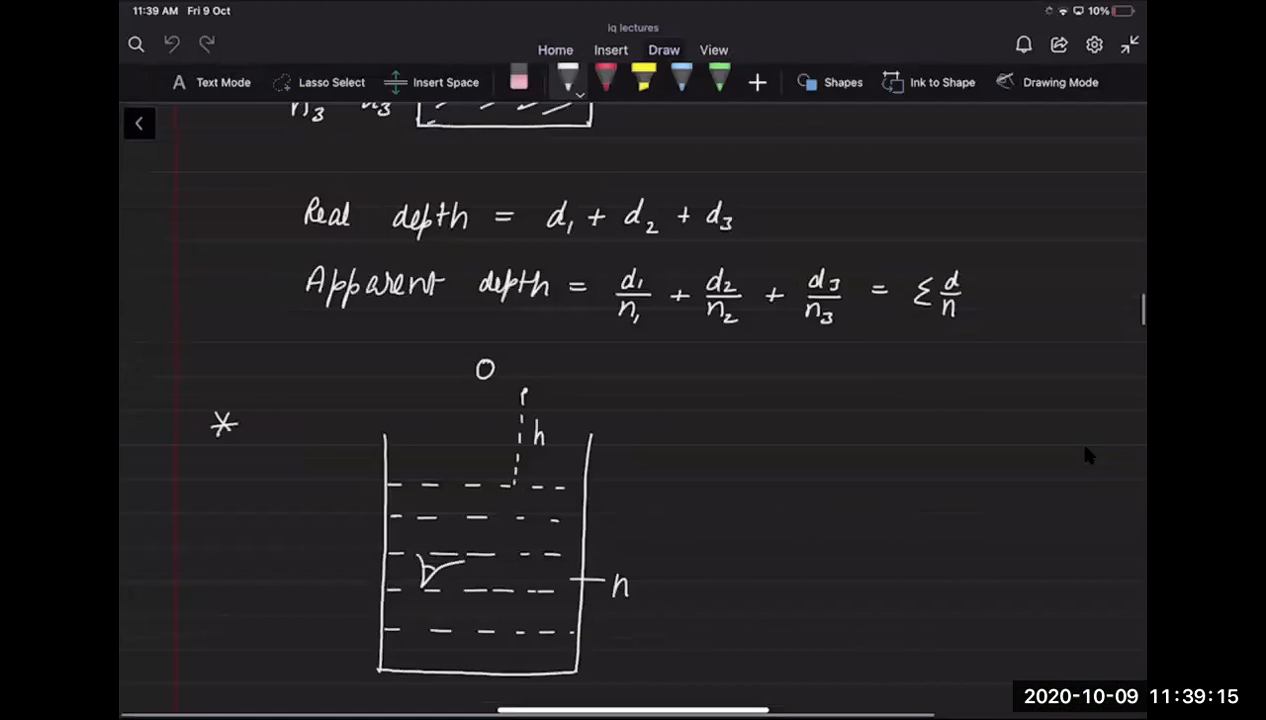 11:39 AM Fri 9 Oct
10%
iq lectures
Home Insert Draw View
Text Mode Lasso Select Insert Space Shapes Ink to Shape Drawing Mode
n₃ n₃
Real depth = d₁ + d₂ + d₃
Apparent depth = d₁/n₁ + d₂/n₂ + d₃/n₃ = Σ d/n
O
* h
n
2020-10-09 11:39:15